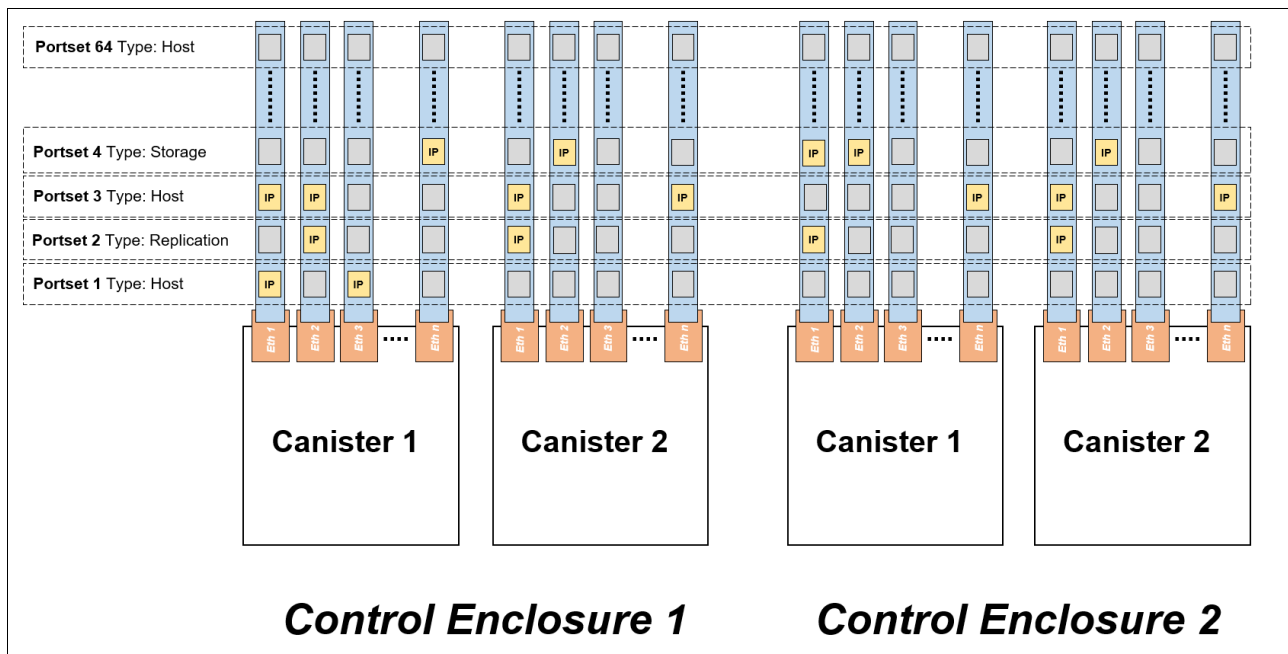 Portset 64 Type: Host
Portset 4 Type: Storage IP IP IP IP IP
Portset 3 Type: Host IP IP IP IP IP IP IP
Portset 2 Type: Replication IP IP IP IP
Portset 1 Type: Host IP IP
Eth 1 Eth 2 Eth 3 .... Eth n Eth 1 Eth 2 Eth 3 .... Eth n Eth 1 Eth 2 Eth 3 .... Eth n Eth 1 Eth 2 Eth 3 .... Eth n
Canister 1 Canister 2 Canister 1 Canister 2
Control Enclosure 1 Control Enclosure 2